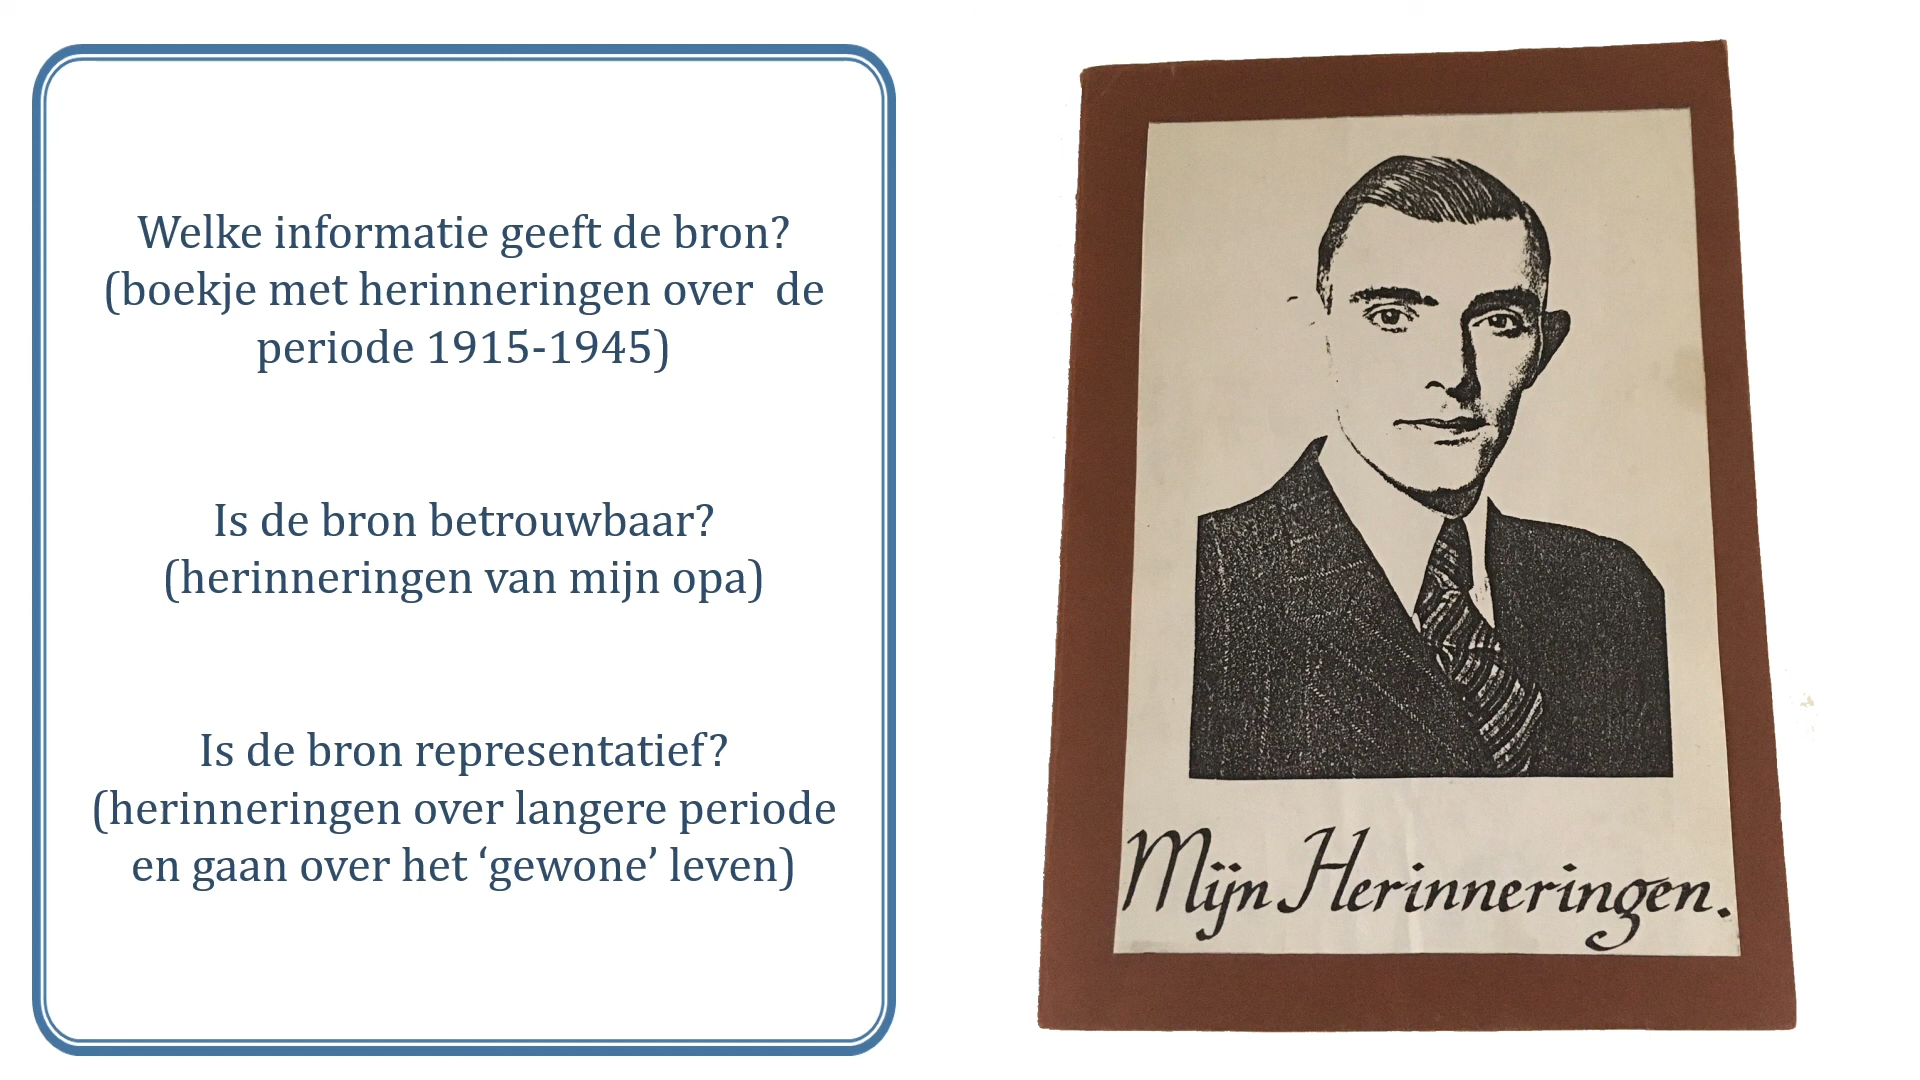 Welke informatie geeft de bron?
(boekje met herinneringen over  de
periode 1915-1945)
Is de bron betrouwbaar?
(herinneringen van mijn opa)
Is de bron representatief?
(herinneringen over langere periode
en gaan over het ‘gewone’ leven)
Mijn Herinneringen.